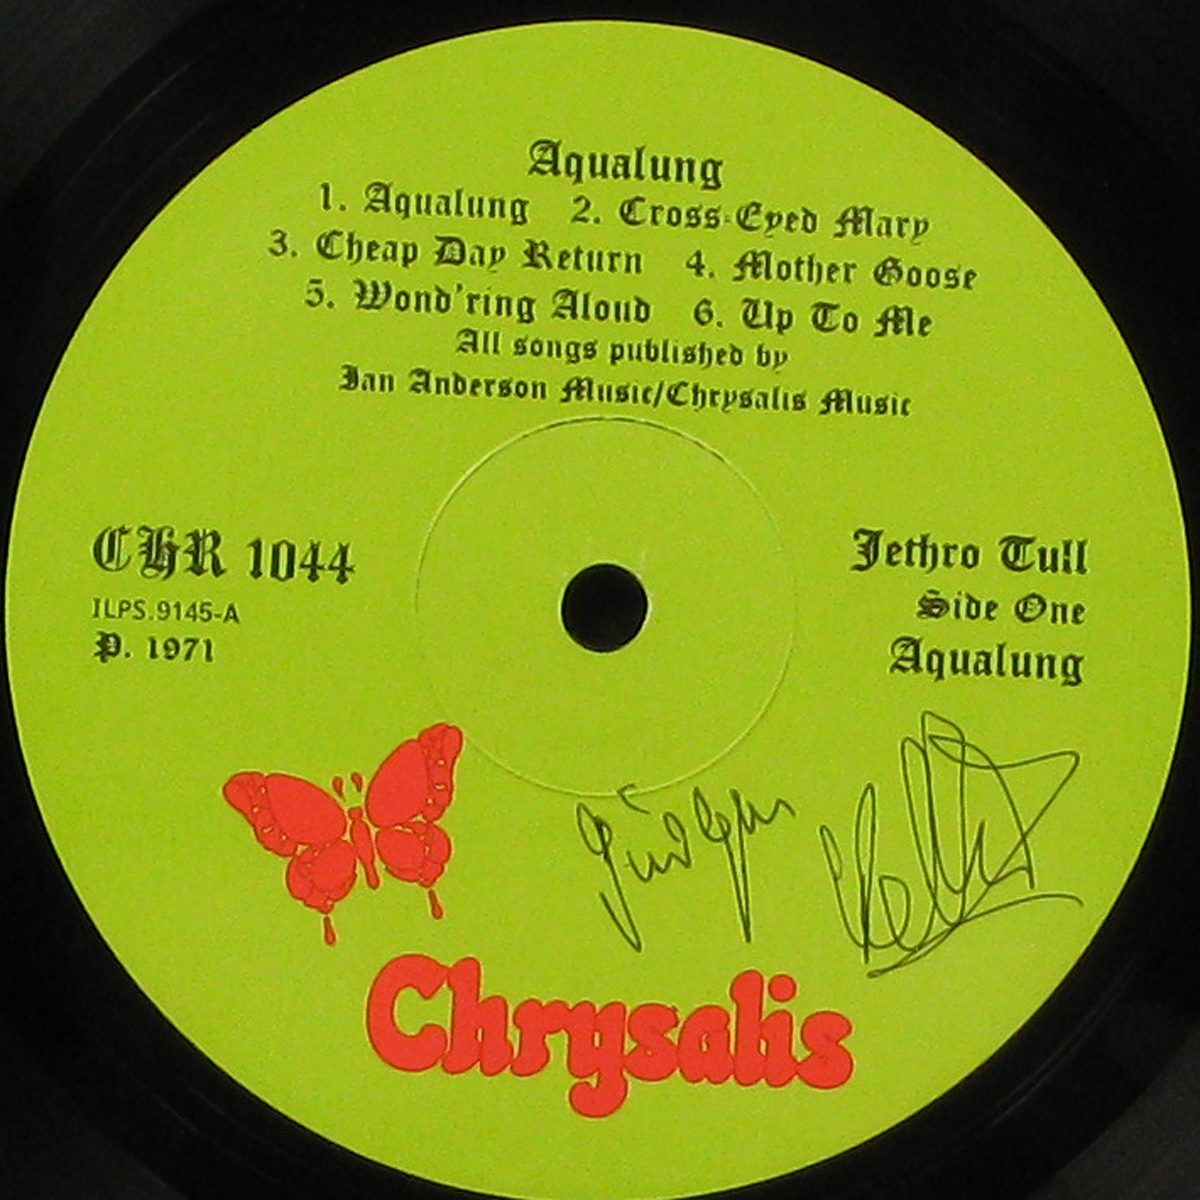 Aqualung
1. Aqualung 2. Cross-Eyed Mary
3. Cheap Day Return 4. Mother Goose
5. Wond'ring Aloud 6. Up To Me
All songs published by
Ian Anderson Music/Chrysalis Music
CHR 1044
ILPS.9145-A
P. 1971
Jethro Tull
Side One
Aqualung
Chrysalis